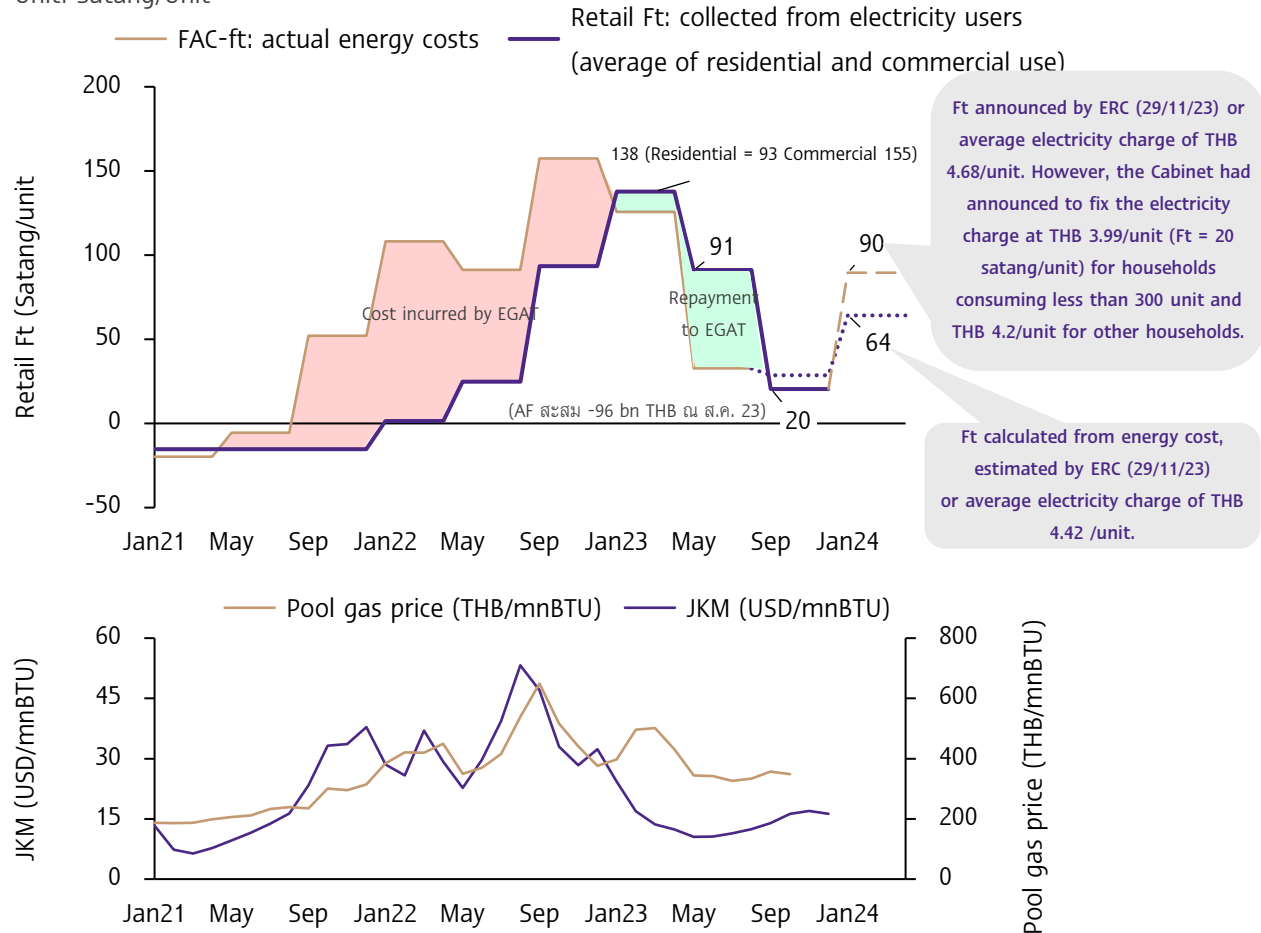 Unit: Satang/Unit
FAC-ft: actual energy costs
Retail Ft: collected from electricity users
(average of residential and commercial use)
Retail Ft (Satang/unit
200
150
100
50
0
-50
138 (Residential = 93 Commercial 155)
91
90
64
20
Cost incurred by EGAT
Repayment
to EGAT
(AF สะสม -96 bn THB ณ ส.ค. 23)
Jan21 May Sep Jan22 May Sep Jan23 May Sep Jan24
Ft announced by ERC (29/11/23) or
average electricity charge of THB
4.68/unit. However, the Cabinet had
announced to fix the electricity
charge at THB 3.99/unit (Ft = 20
satang/unit) for households
consuming less than 300 unit and
THB 4.2/unit for other households.
Ft calculated from energy cost,
estimated by ERC (29/11/23)
or average electricity charge of THB
4.42 /unit.
Pool gas price (THB/mnBTU)
JKM (USD/mnBTU)
JKM (USD/mnBTU)
60
45
30
15
0
800
600
400
200
0
Pool gas price (THB/mnBTU)
Jan21 May Sep Jan22 May Sep Jan23 May Sep Jan24